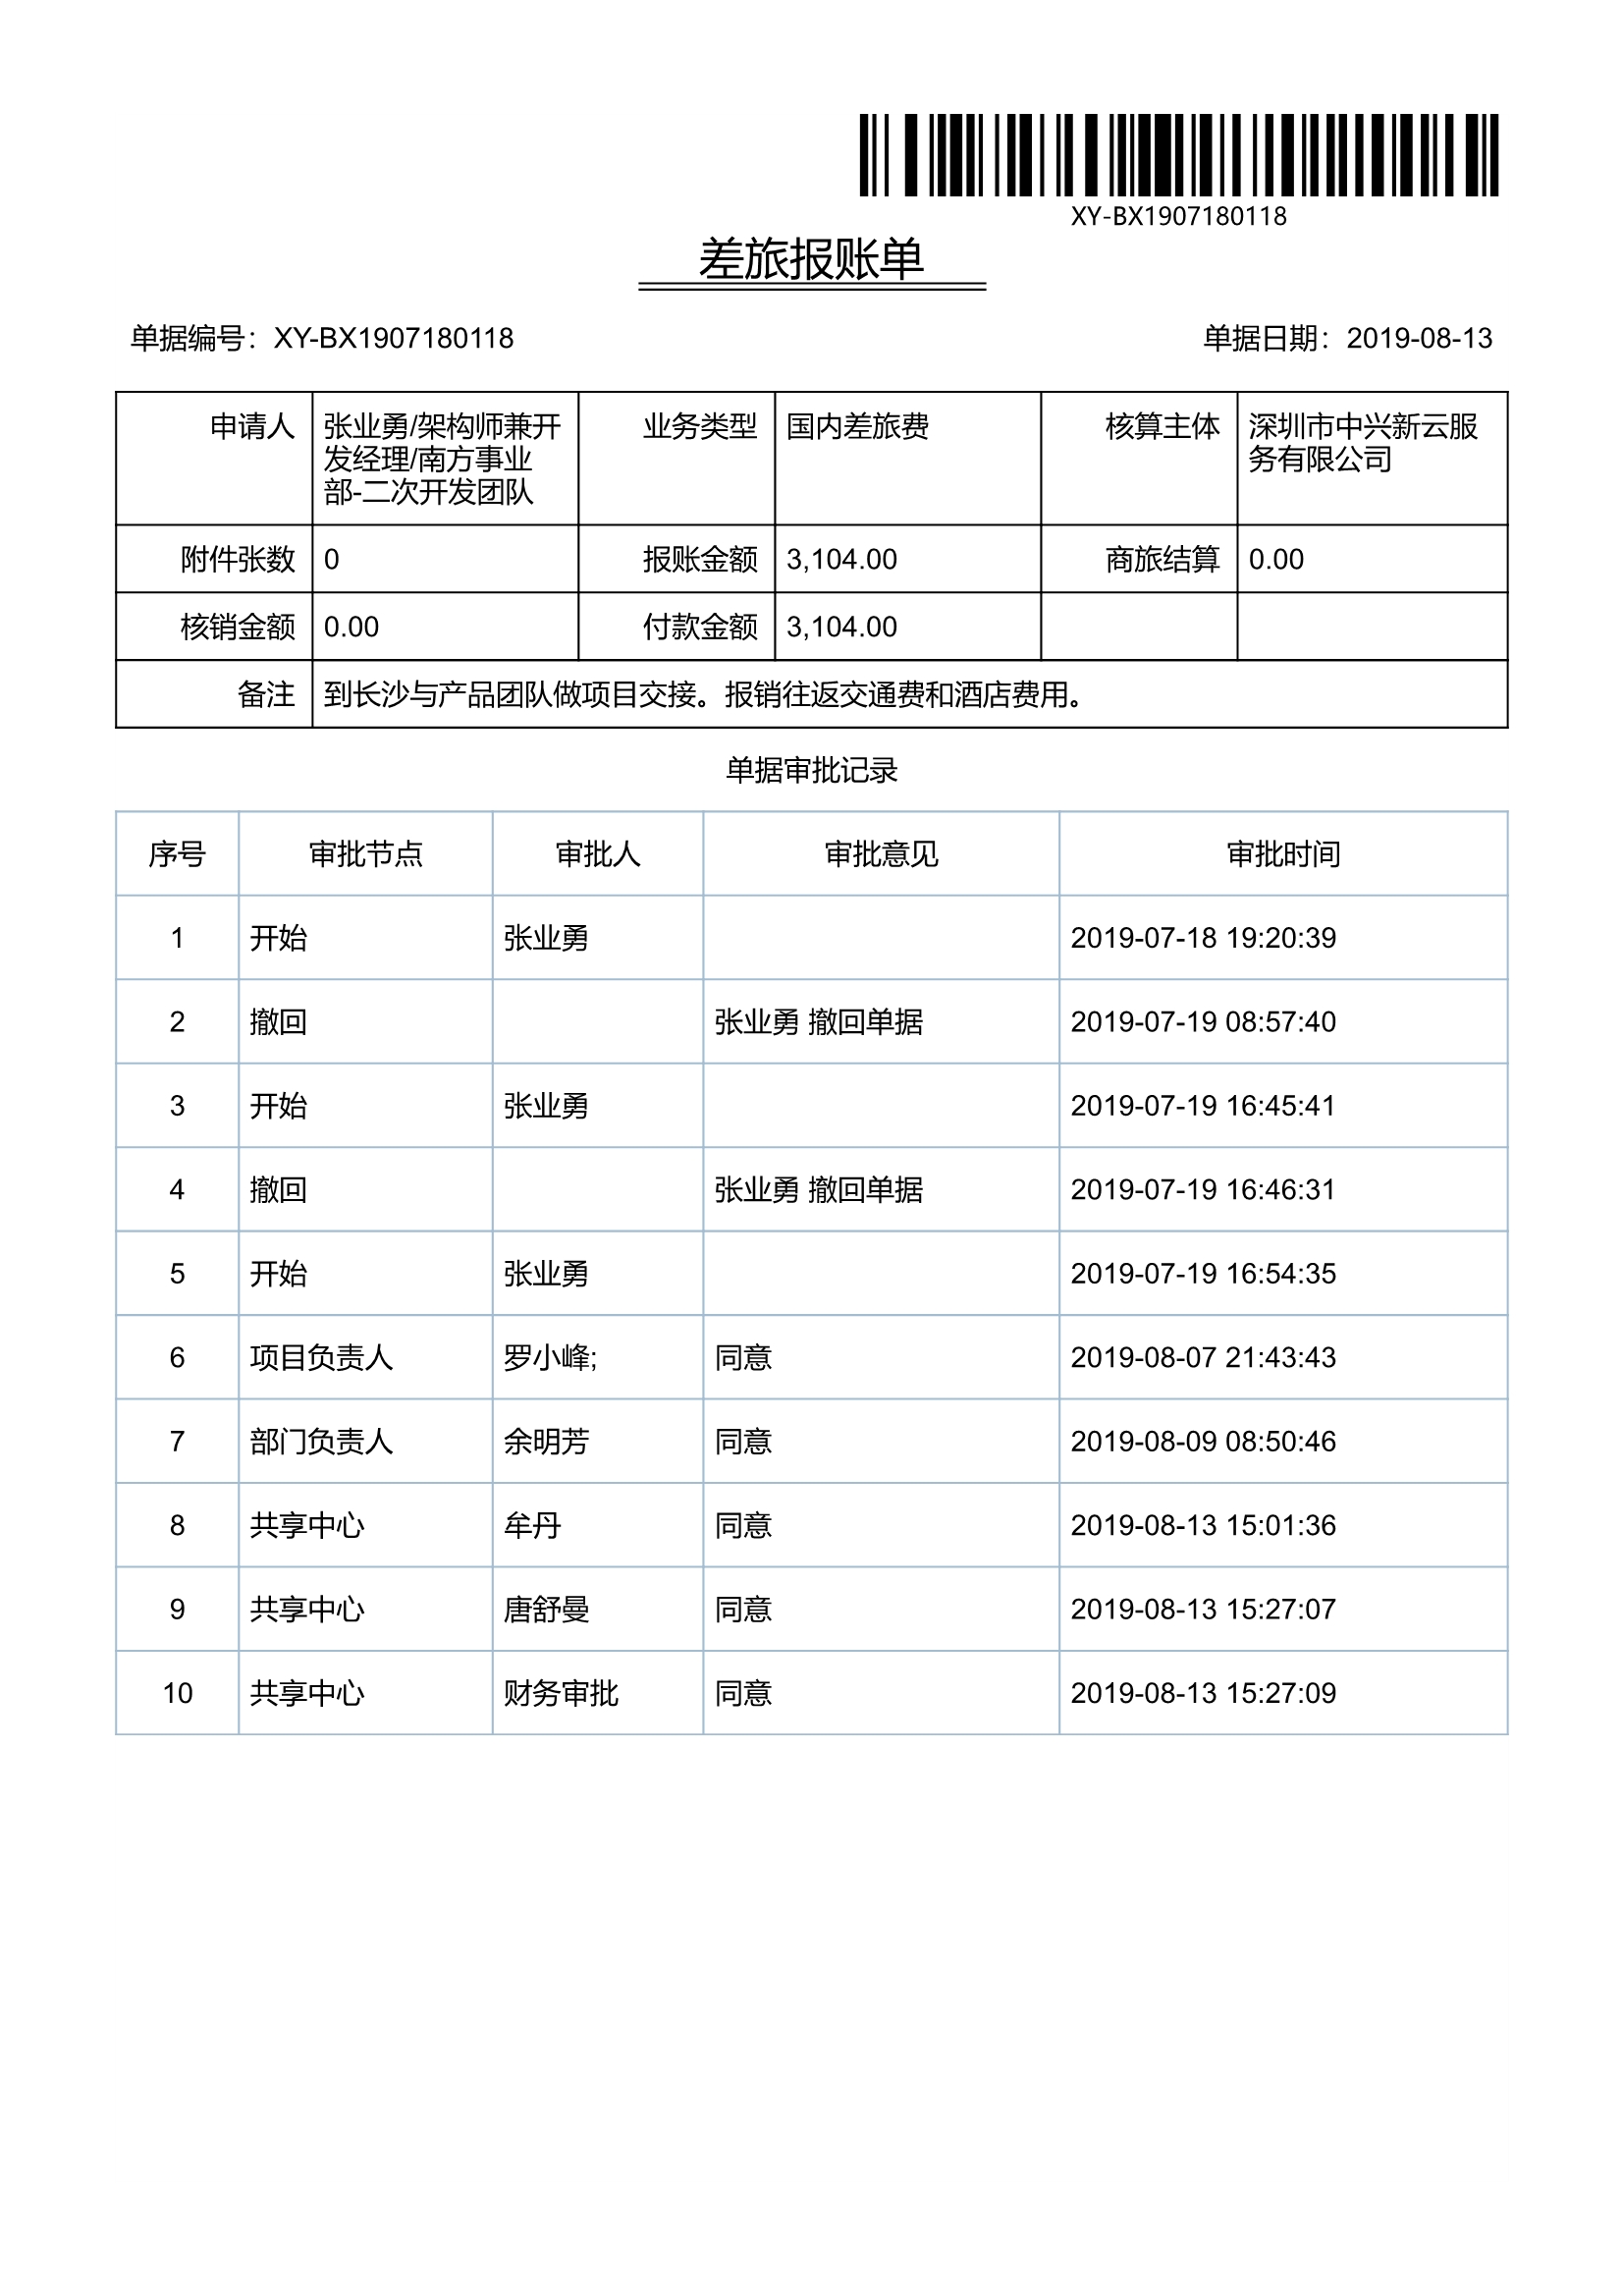 XY-BX1907180118
差旅报账单
单据编号：XY-BX1907180118 单据日期：2019-08-13
申请人 张业勇/架构师兼开发经理/南方事业部-二次开发团队 业务类型 国内差旅费 核算主体 深圳市中兴新云服务有限公司
附件张数 0 报账金额 3,104.00 商旅结算 0.00
核销金额 0.00 付款金额 3,104.00
备注 到长沙与产品团队做项目交接。报销往返交通费和酒店费用。
单据审批记录
序号 审批节点 审批人 审批意见 审批时间
1 开始 张业勇 2019-07-18 19:20:39
2 撤回 张业勇 撤回单据 2019-07-19 08:57:40
3 开始 张业勇 2019-07-19 16:45:41
4 撤回 张业勇 撤回单据 2019-07-19 16:46:31
5 开始 张业勇 2019-07-19 16:54:35
6 项目负责人 罗小峰; 同意 2019-08-07 21:43:43
7 部门负责人 余明芳 同意 2019-08-09 08:50:46
8 共享中心 牟丹 同意 2019-08-13 15:01:36
9 共享中心 唐舒曼 同意 2019-08-13 15:27:07
10 共享中心 财务审批 同意 2019-08-13 15:27:09